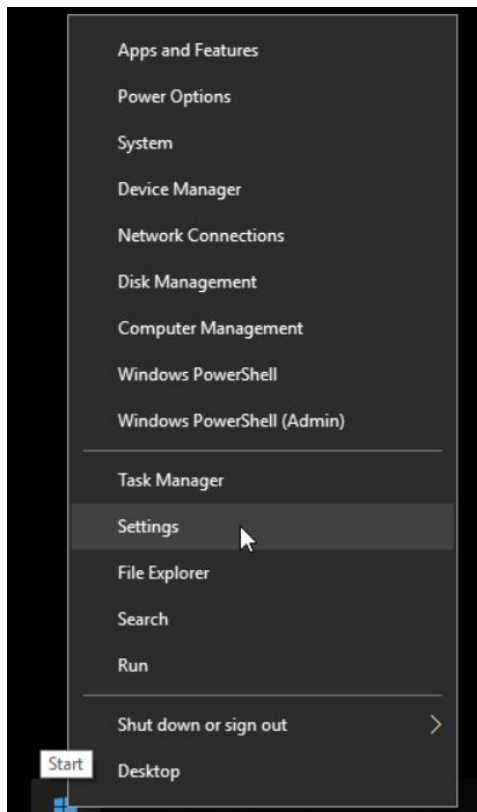 Apps and Features
Power Options
System
Device Manager
Network Connections
Disk Management
Computer Management
Windows PowerShell
Windows PowerShell (Admin)
Task Manager
Settings
File Explorer
Search
Run
Shut down or sign out
Start
Desktop